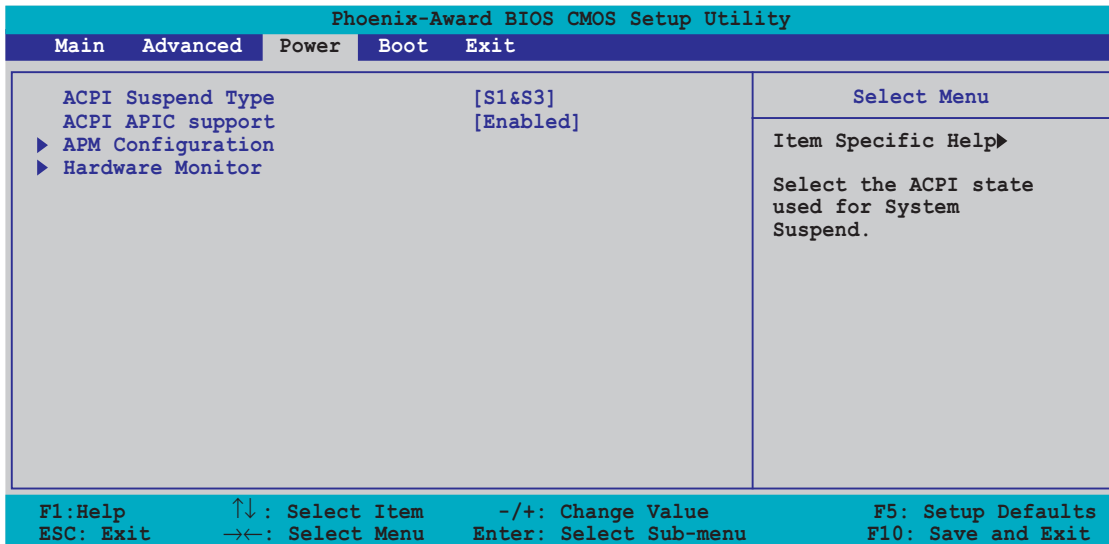 Phoenix-Award BIOS CMOS Setup Utility
Main Advanced Power Boot Exit
ACPI Suspend Type [S1&S3]
ACPI APIC support [Enabled]
▶ APM Configuration
▶ Hardware Monitor
Select Menu
Item Specific Help▶
Select the ACPI state
used for System
Suspend.
F1:Help ↑↓: Select Item -/+: Change Value F5: Setup Defaults
ESC: Exit →←: Select Menu Enter: Select Sub-menu F10: Save and Exit